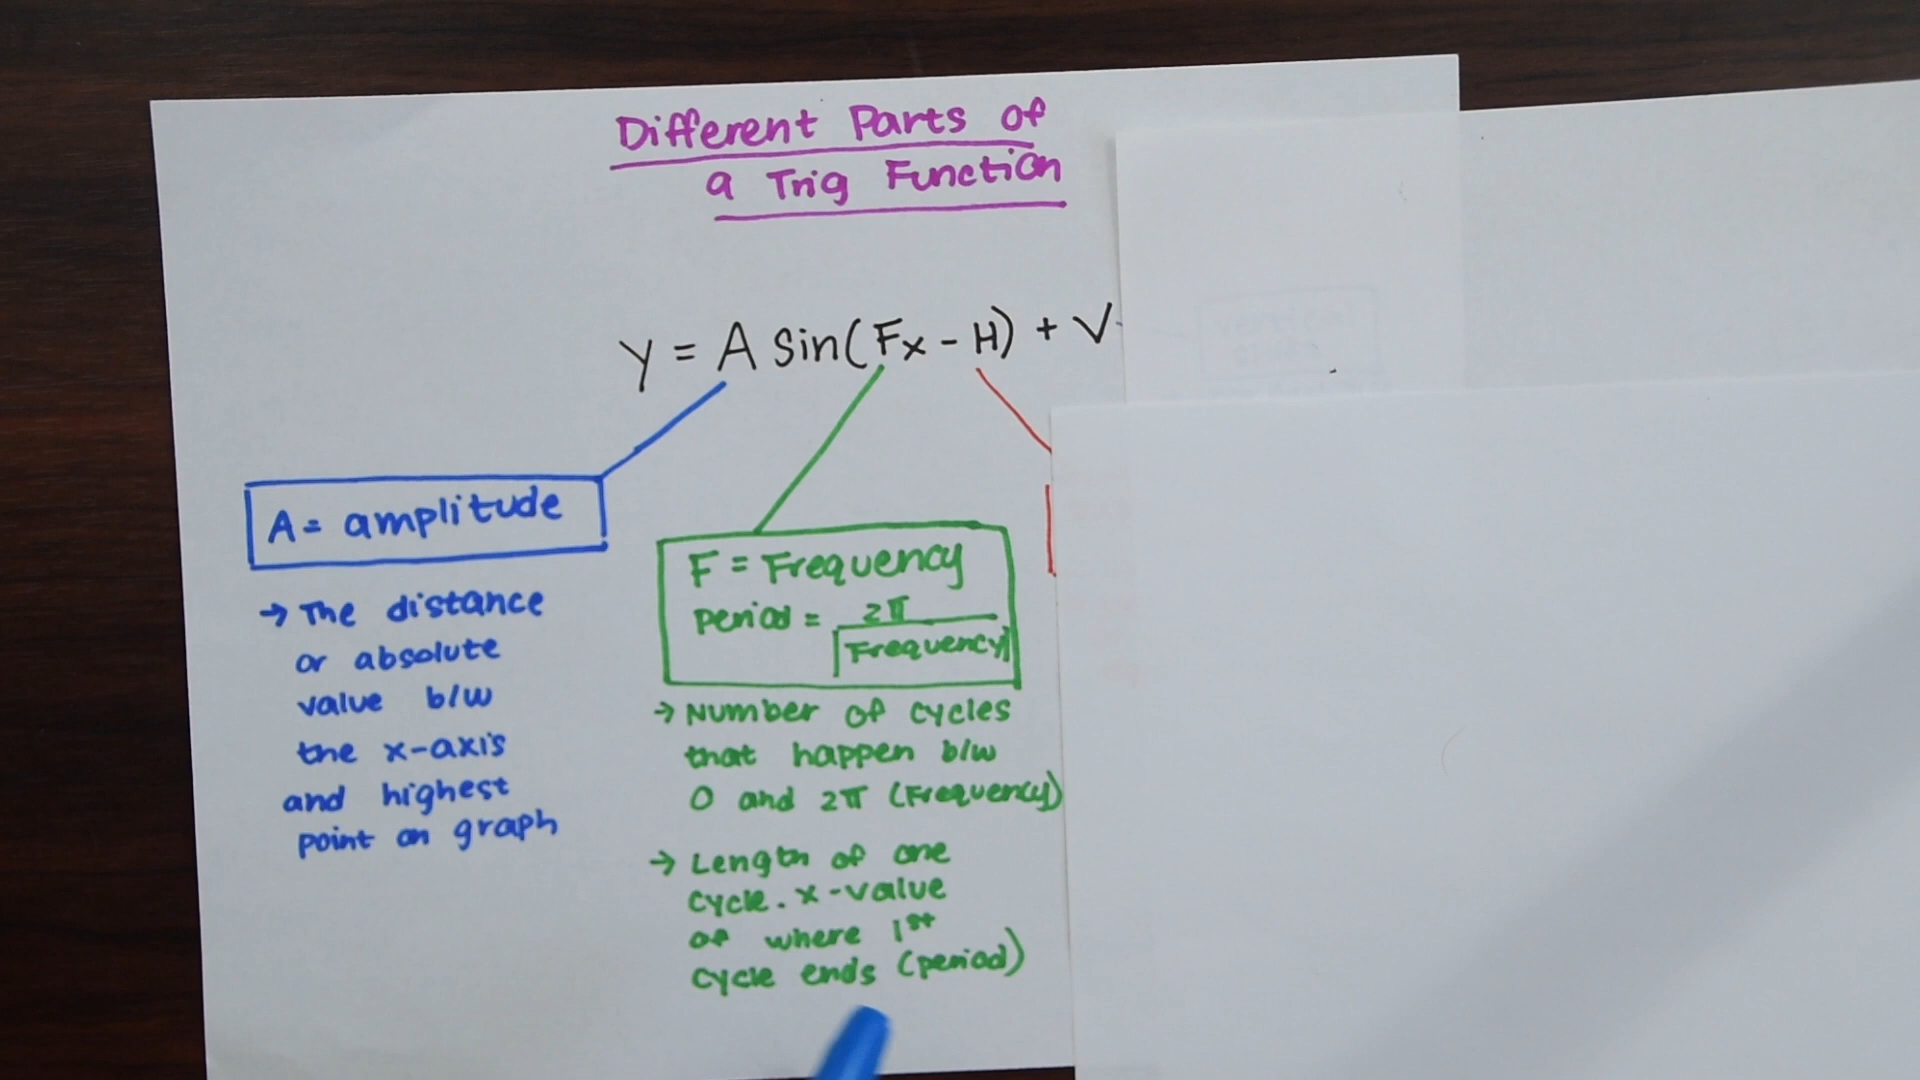 Different Parts of
a Trig Function
y = A sin(Fx - H) + V
A = amplitude
→ The distance
or absolute
value b/w
the x-axis
and highest
point on graph
F = Frequency
period = 2π
|Frequency|
→ Number of cycles
that happen b/w
0 and 2π (Frequency)
→ Length of one
cycle. x-value
of where 1st
cycle ends (period)